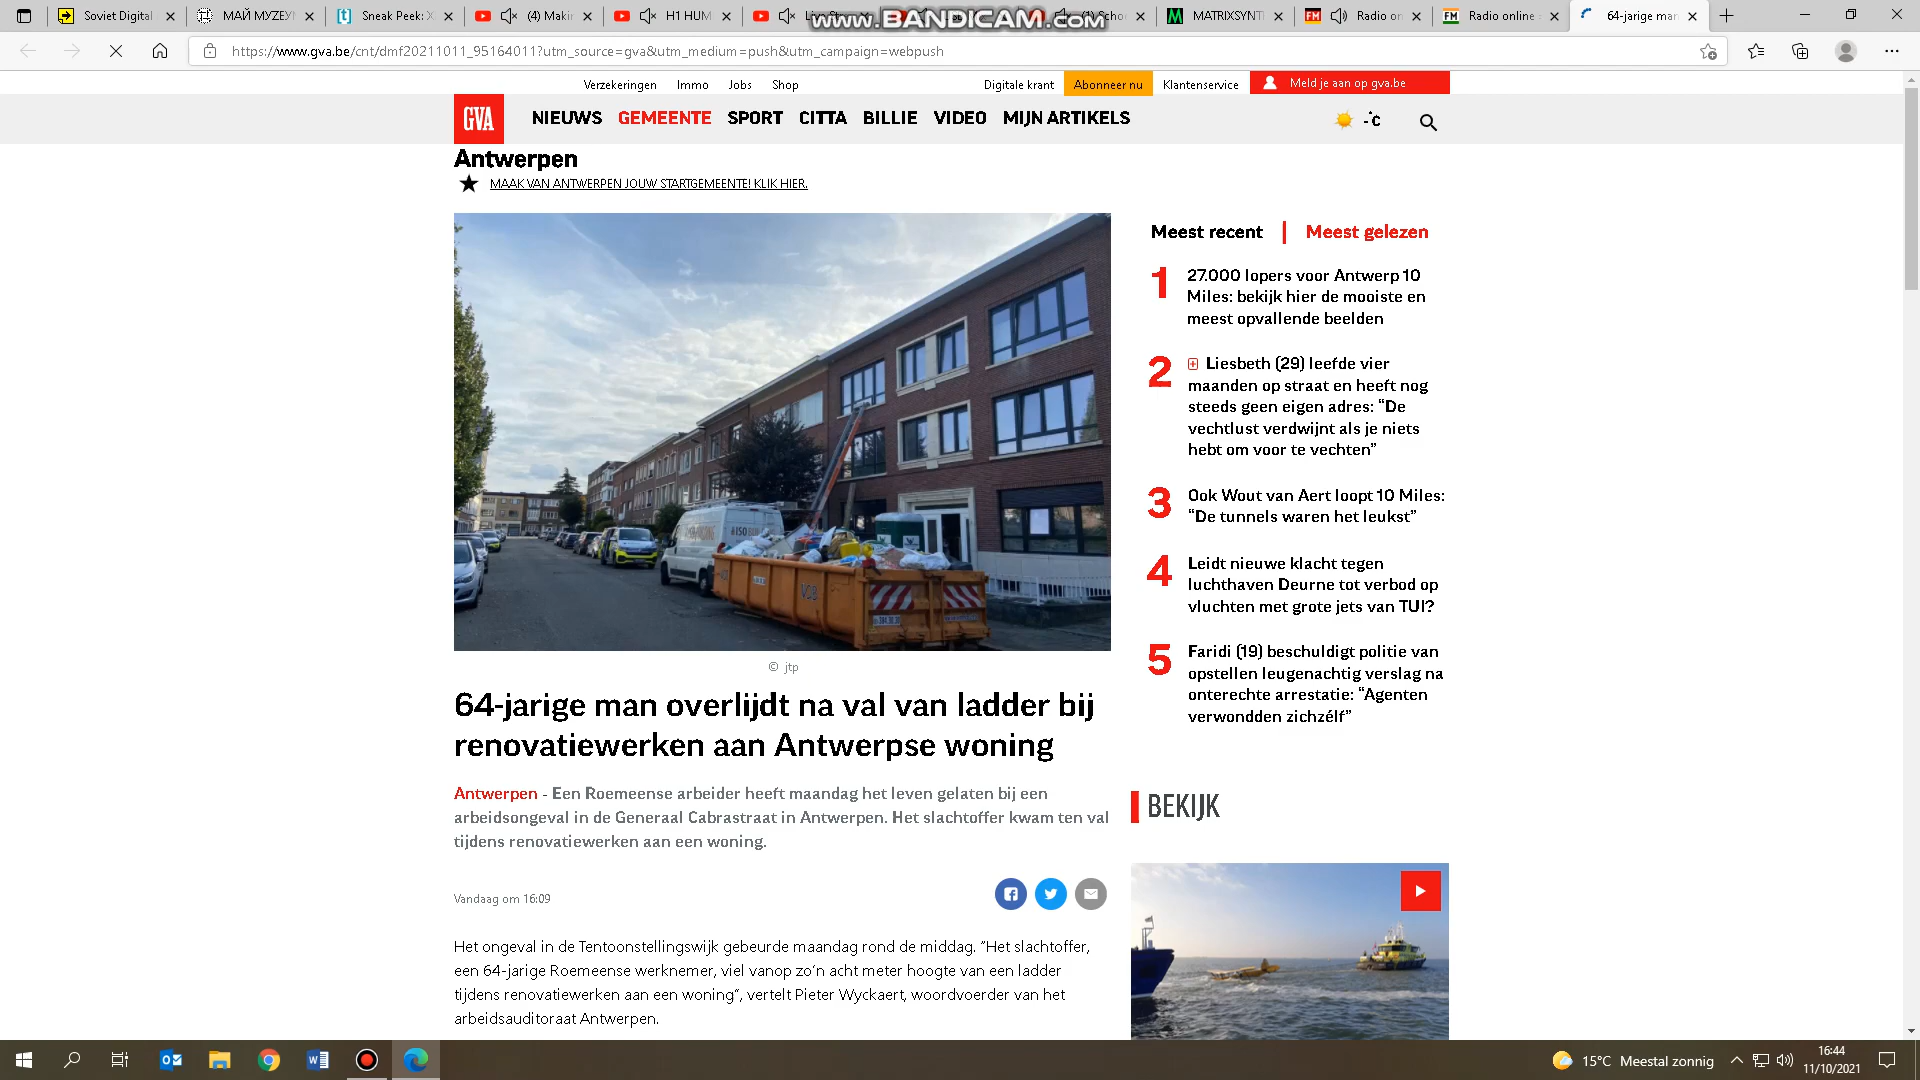 Soviet Digital
МАЙ МУЗЕУ
Sneak Peek:
(4) Makin
H1 HUM
www.BANDICAM.com
(1) Scho
MATRIXSYNT
Radio on
Radio online
64-jarige man
https://www.gva.be/cnt/dmf20211011_95164011?utm_source=gva&utm_medium=push&utm_campaign=webpush
Verzekeringen Immo Jobs Shop Digitale krant Abonneer nu Klantenservice Meld je aan op gva.be
GVA NIEUWS GEMEENTE SPORT CITTA BILLIE VIDEO MIJN ARTIKELS -°C
Antwerpen
MAAK VAN ANTWERPEN JOUW STARTGEMEENTE! KLIK HIER.
ISO
VOB
© jtp
64-jarige man overlijdt na val van ladder bij
renovatiewerken aan Antwerpse woning
Antwerpen - Een Roemeense arbeider heeft maandag het leven gelaten bij een
arbeidsongeval in de Generaal Cabrastraat in Antwerpen. Het slachtoffer kwam ten val
tijdens renovatiewerken aan een woning.
Vandaag om 16:09
Het ongeval in de Tentoonstellingswijk gebeurde maandag rond de middag. “Het slachtoffer,
een 64-jarige Roemeense werknemer, viel vanop zo’n acht meter hoogte van een ladder
tijdens renovatiewerken aan een woning”, vertelt Pieter Wyckaert, woordvoerder van het
arbeidsauditoraat Antwerpen.
Meest recent | Meest gelezen
1 27.000 lopers voor Antwerp 10
Miles: bekijk hier de mooiste en
meest opvallende beelden
2 Liesbeth (29) leefde vier
maanden op straat en heeft nog
steeds geen eigen adres: “De
vechtlust verdwijnt als je niets
hebt om voor te vechten”
3 Ook Wout van Aert loopt 10 Miles:
“De tunnels waren het leukst”
4 Leidt nieuwe klacht tegen
luchthaven Deurne tot verbod op
vluchten met grote jets van TUI?
5 Faridi (19) beschuldigt politie van
opstellen leugenachtig verslag na
onterechte arrestatie: “Agenten
verwondden zichzélf”
BEKIJK
15°C Meestal zonnig
16:44
11/10/2021